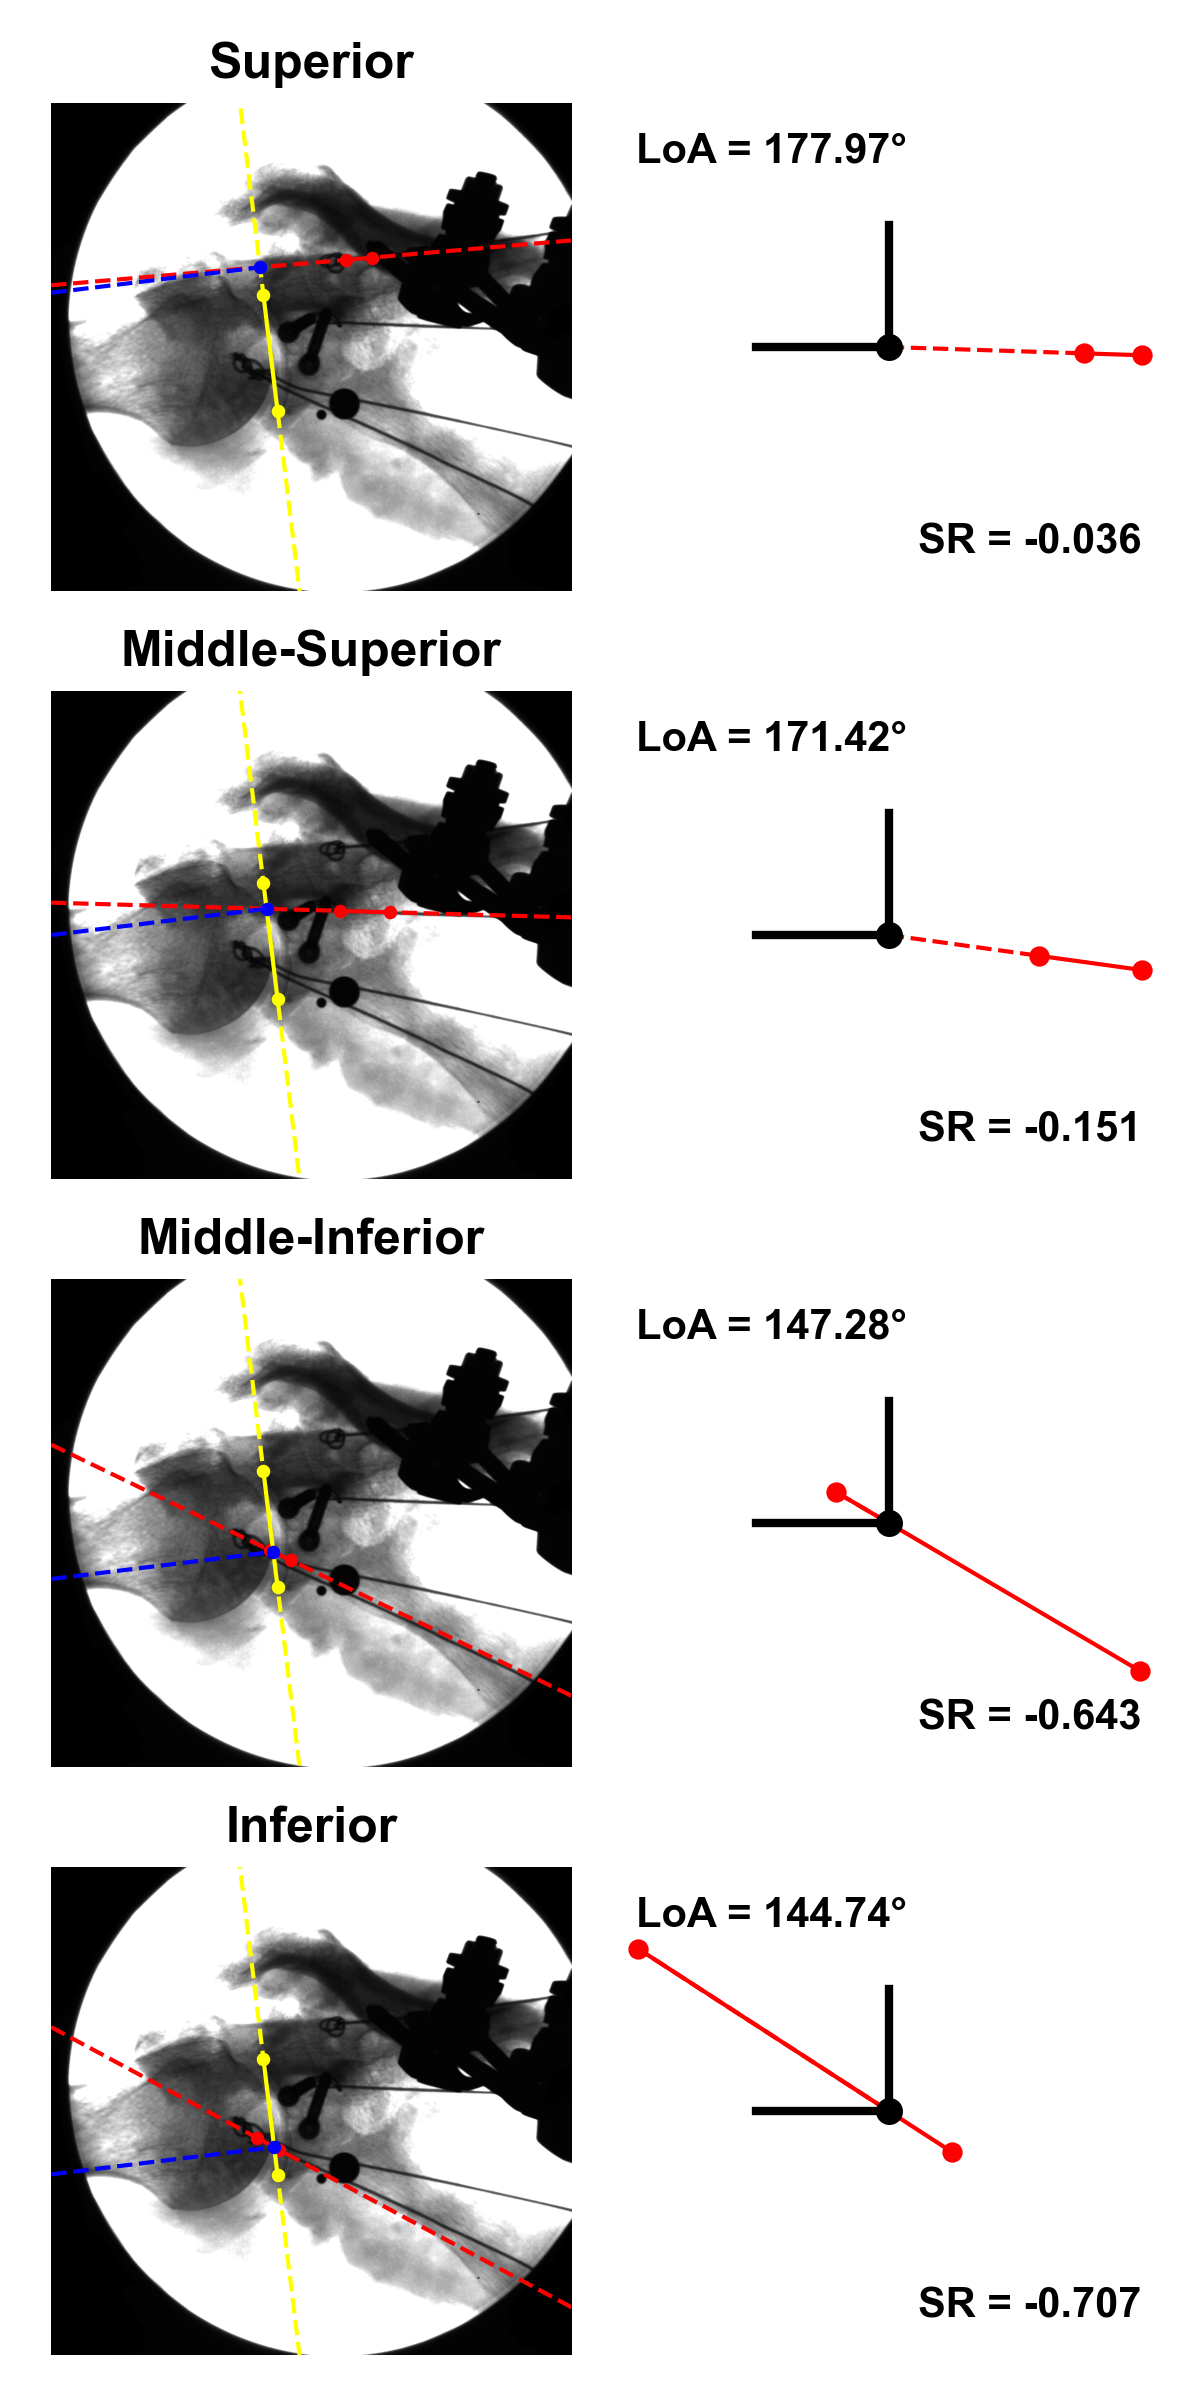 Superior
LoA = 177.97°
SR = -0.036
Middle-Superior
LoA = 171.42°
SR = -0.151
Middle-Inferior
LoA = 147.28°
SR = -0.643
Inferior
LoA = 144.74°
SR = -0.707